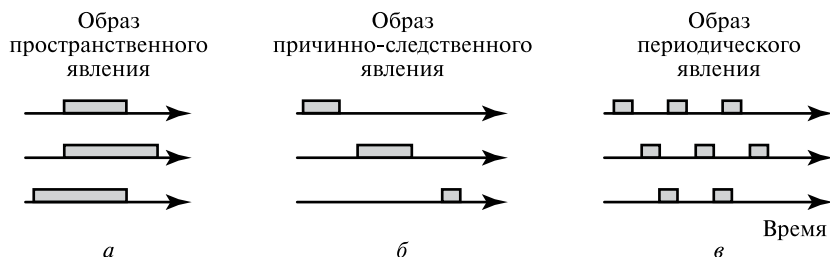 Образ
пространственного
явления
Образ
причинно-следственного
явления
Образ
периодического
явления
Время
а
б
в